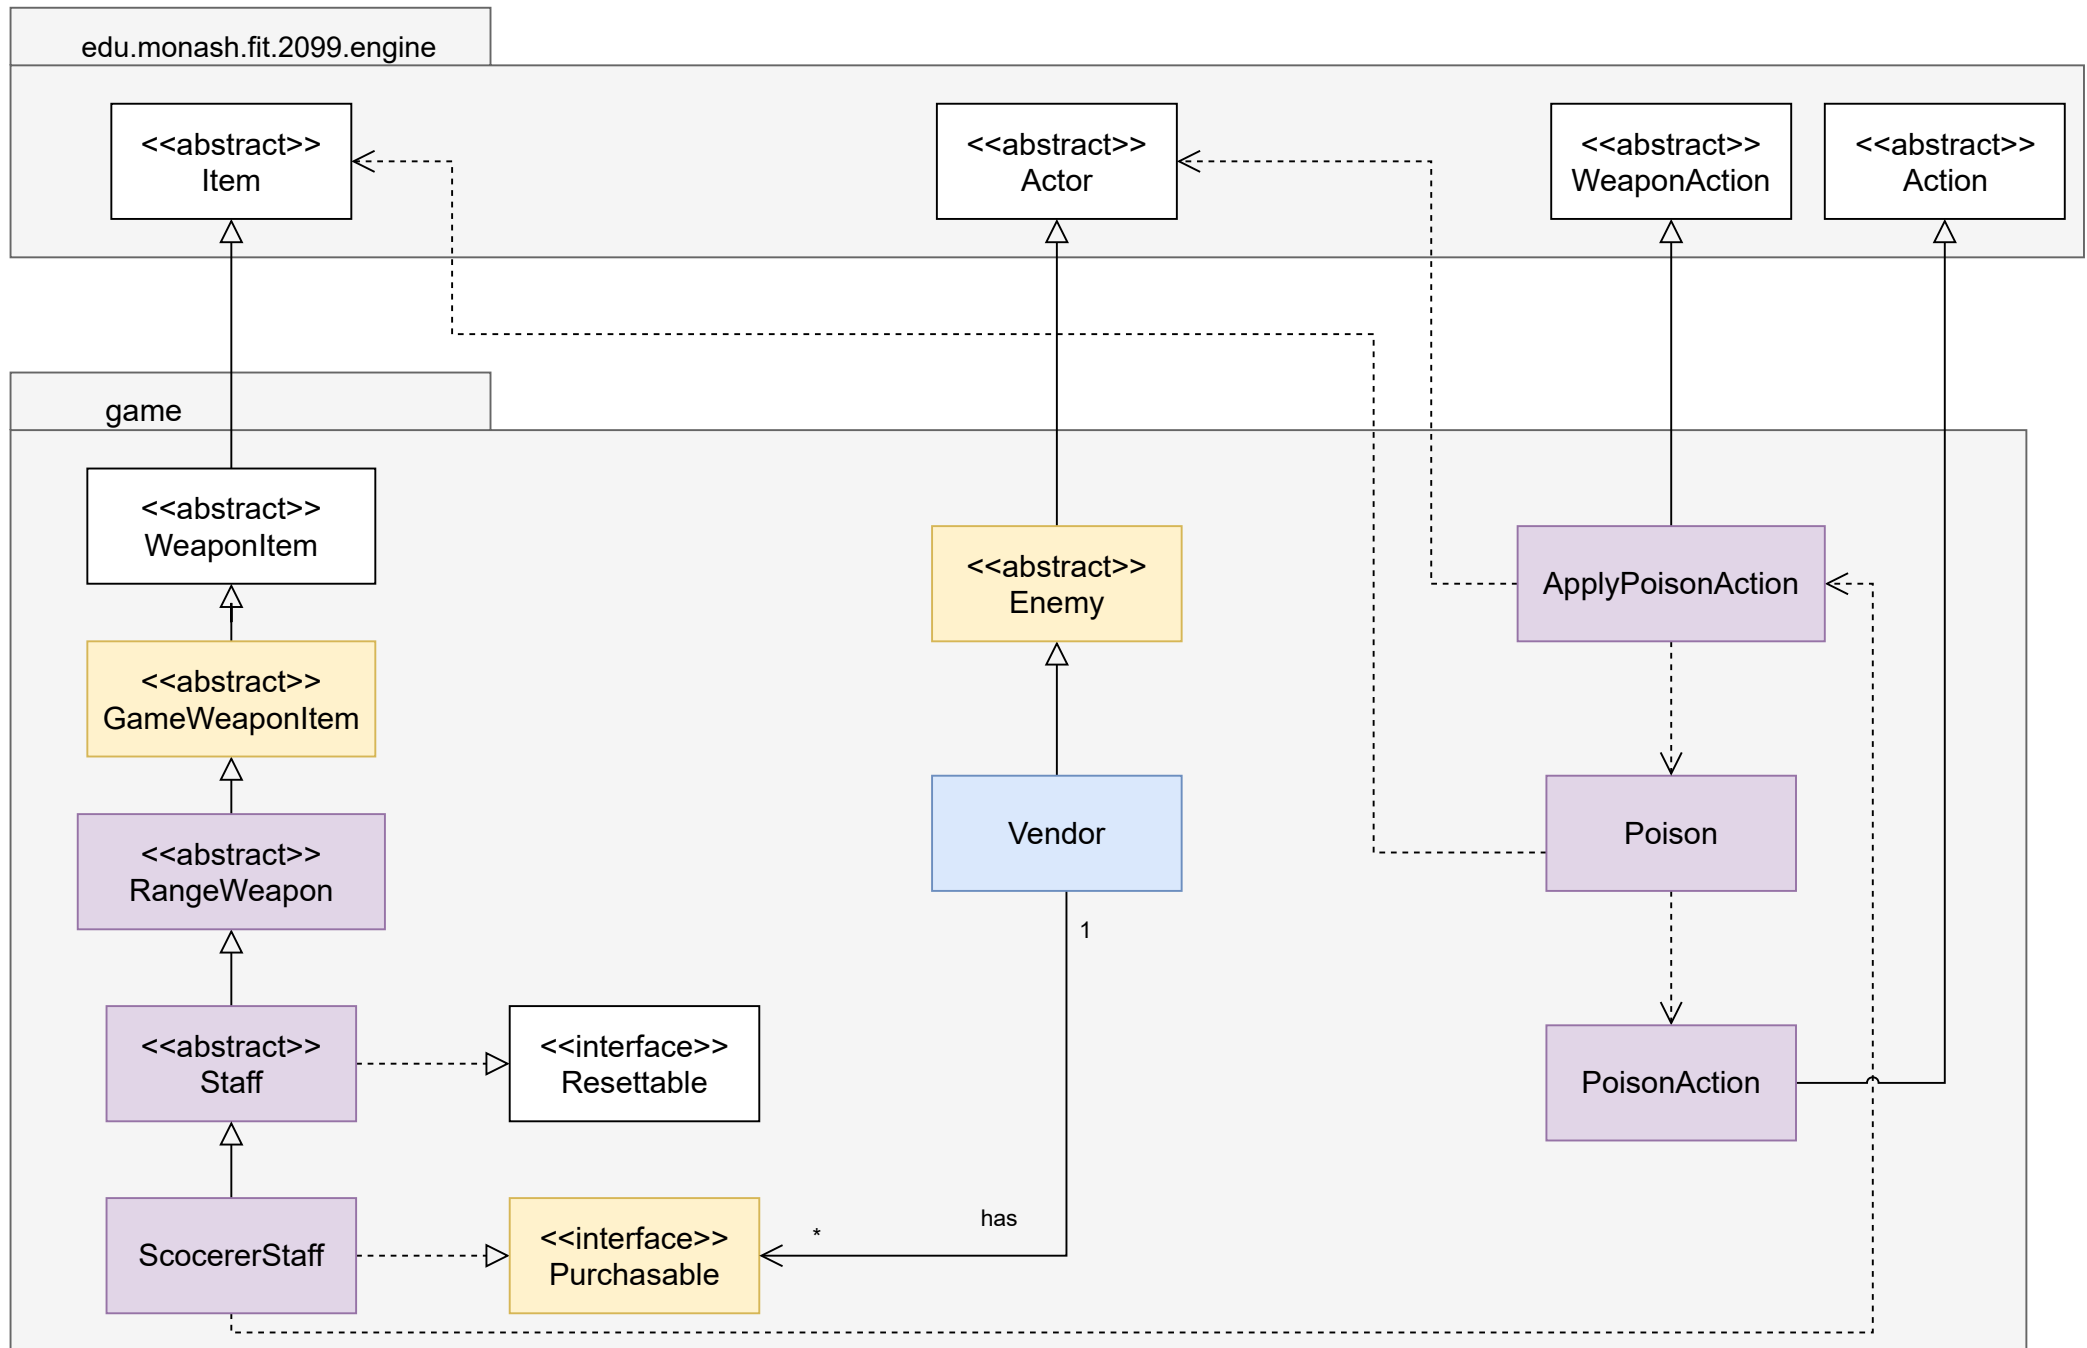 edu.monash.fit.2099.engine
<<abstract>>
Item
<<abstract>>
Actor
<<abstract>>
WeaponAction
<<abstract>>
Action
game
<<abstract>>
WeaponItem
<<abstract>>
Enemy
ApplyPoisonAction
<<abstract>>
GameWeaponItem
<<abstract>>
RangeWeapon
Vendor
Poison
1
<<abstract>>
Staff
<<interface>>
Resettable
PoisonAction
ScocererStaff
<<interface>>
Purchasable
*
has